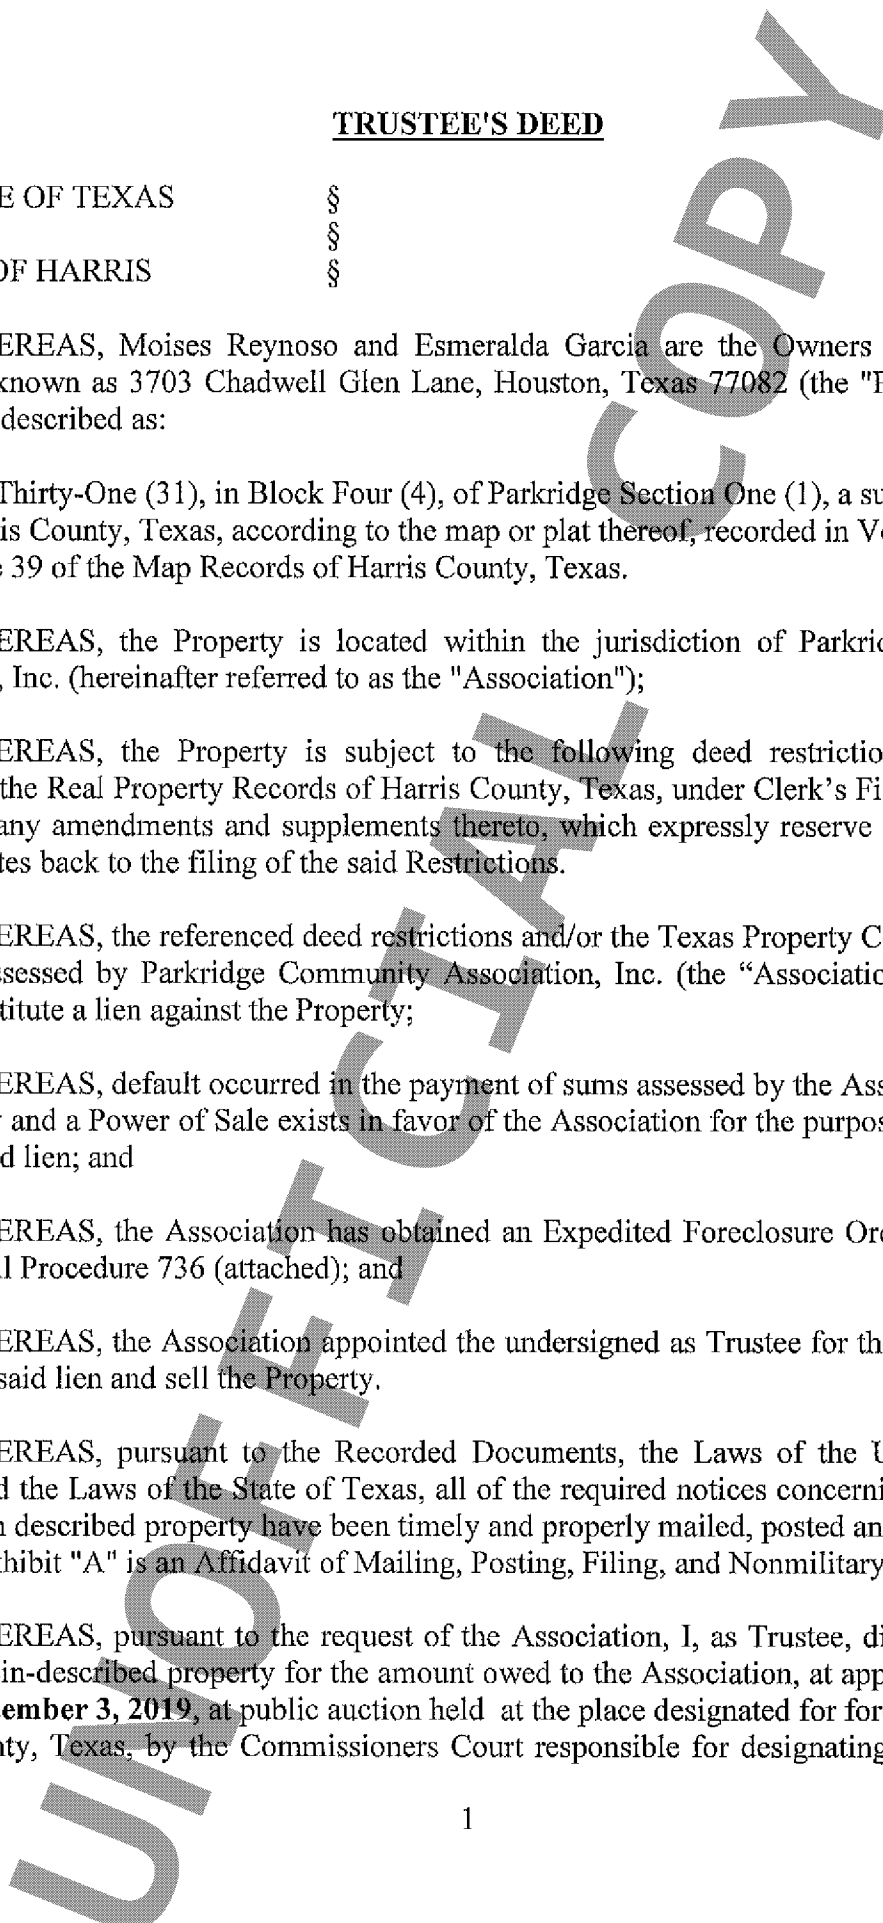 TRUSTEE'S DEED
E OF TEXAS §
§
OF HARRIS §
EREAS, Moises Reynoso and Esmeralda Garcia are the Owners
known as 3703 Chadwell Glen Lane, Houston, Texas 77082 (the "P
described as:
Thirty-One (31), in Block Four (4), of Parkridge Section One (1), a su
is County, Texas, according to the map or plat thereof, recorded in V
39 of the Map Records of Harris County, Texas.
EREAS, the Property is located within the jurisdiction of Parkrid
, Inc. (hereinafter referred to as the "Association");
EREAS, the Property is subject to the following deed restriction
the Real Property Records of Harris County, Texas, under Clerk’s Fi
any amendments and supplements thereto, which expressly reserve
tes back to the filing of the said Restrictions.
EREAS, the referenced deed restrictions and/or the Texas Property C
ssessed by Parkridge Community Association, Inc. (the “Associatio
titute a lien against the Property;
EREAS, default occurred in the payment of sums assessed by the Ass
and a Power of Sale exists in favor of the Association for the purpos
d lien; and
EREAS, the Association has obtained an Expedited Foreclosure Ord
l Procedure 736 (attached); and
EREAS, the Association appointed the undersigned as Trustee for th
said lien and sell the Property.
EREAS, pursuant to the Recorded Documents, the Laws of the U
d the Laws of the State of Texas, all of the required notices concerni
n described property have been timely and properly mailed, posted an
xhibit "A" is an Affidavit of Mailing, Posting, Filing, and Nonmilitary
EREAS, pursuant to the request of the Association, I, as Trustee, di
in-described property for the amount owed to the Association, at app
ember 3, 2019, at public auction held at the place designated for for
nty, Texas, by the Commissioners Court responsible for designating
1
UNOFFICIAL COPY